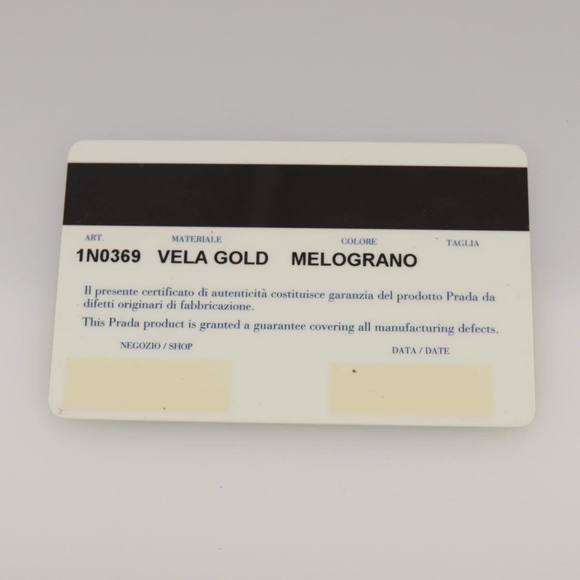 ART. MATERIALE COLORE TAGLIA
1N0369 VELA GOLD MELOGRANO
Il presente certificato di autenticità costituisce garanzia del prodotto Prada da
difetti originari di fabbricazione.
This Prada product is granted a guarantee covering all manufacturing defects.
NEGOZIO / SHOP DATA / DATE